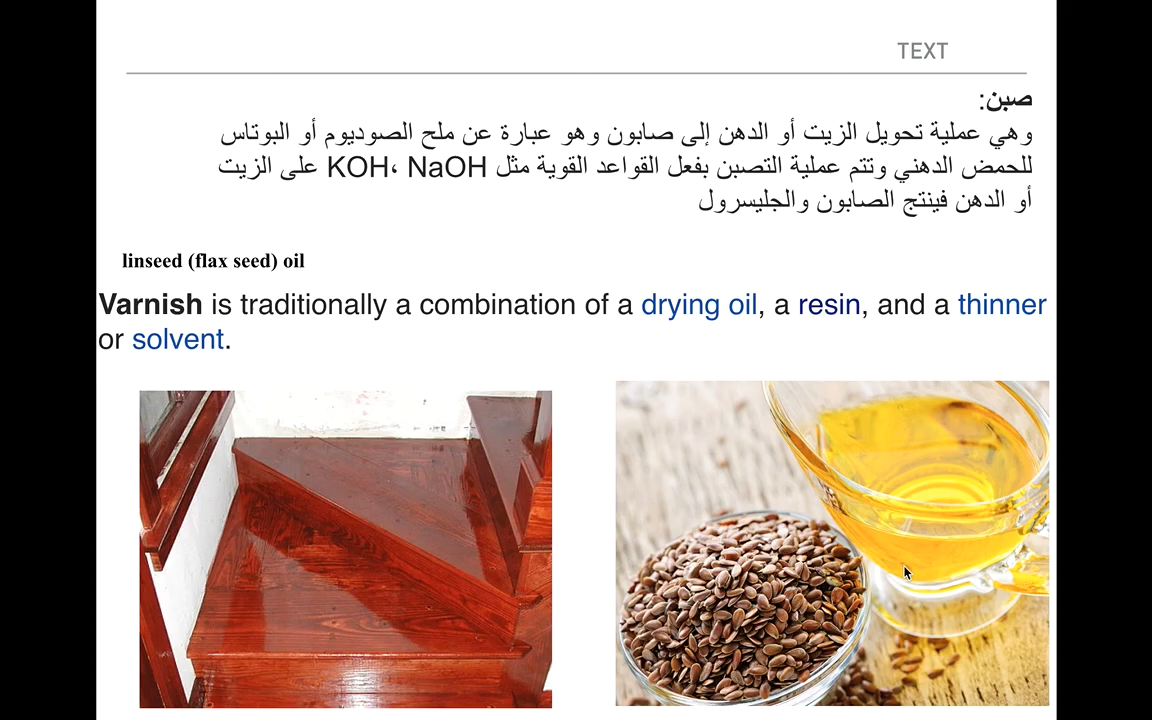 TEXT
صبن:
وهي عملية تحويل الزيت أو الدهن إلى صابون وهو عبارة عن ملح الصوديوم أو البوتاس
للحمض الدهني وتتم عملية التصبن بفعل القواعد القوية مثل KOH، NaOH على الزيت
أو الدهن فينتج الصابون والجليسرول
linseed (flax seed) oil
Varnish is traditionally a combination of a drying oil, a resin, and a thinner
or solvent.